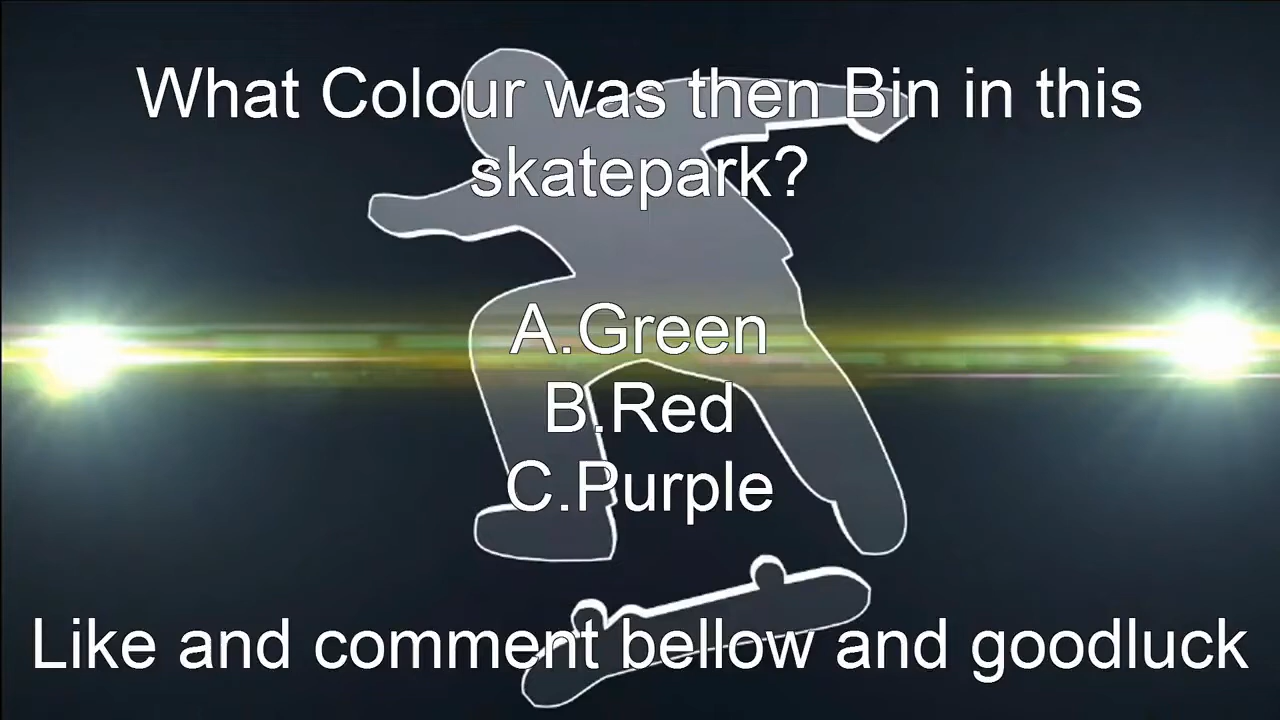 What Colour was then Bin in this
skatepark?
A.Green
B.Red
C.Purple
Like and comment bellow and goodluck